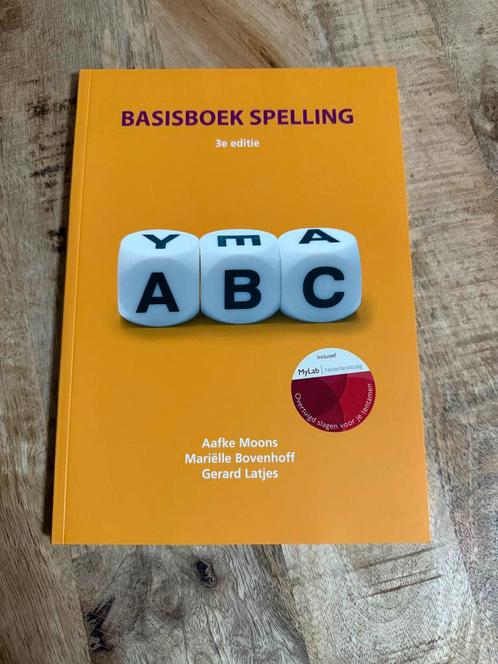 BASISBOEK SPELLING
3e editie
Y E A
A B C
Inclusief
MyLab | Nederlandstalig
Overtuigd slagen voor je tentamen
Aafke Moons
Mariëlle Bovenhoff
Gerard Latjes